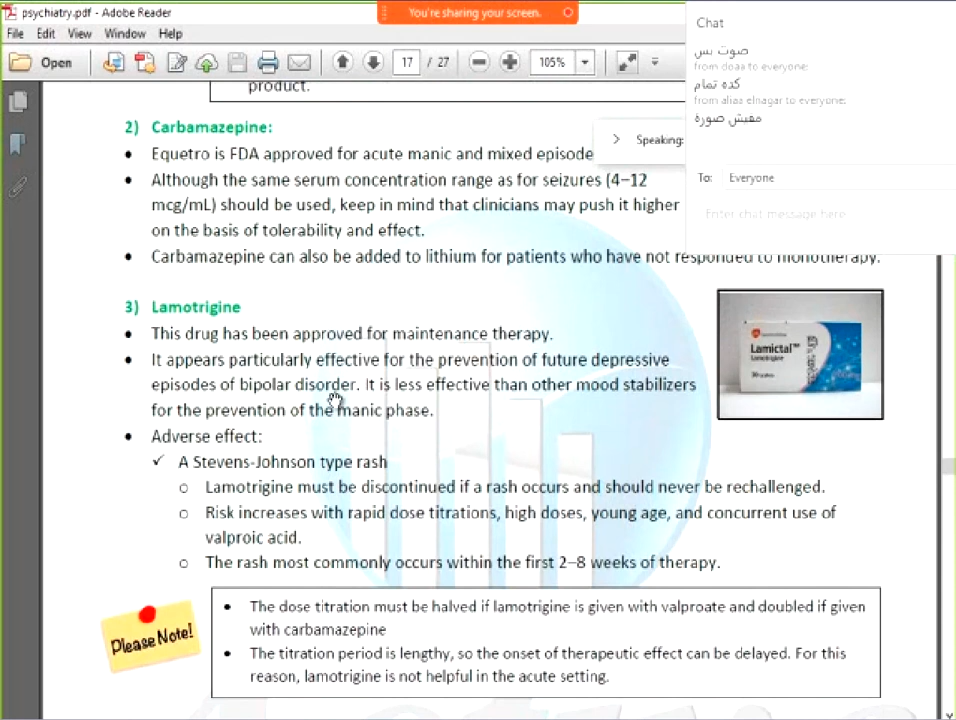 psychiatry.pdf - Adobe Reader
You're sharing your screen.
File Edit View Window Help
Open
17 / 27
105%
Chat
صوت بس
from doaa to everyone:
كده تمام
from aliaa elnagar to everyone:
مفيش صورة
Speaking:
To: Everyone
Enter chat message here
product.
2) Carbamazepine:
• Equetro is FDA approved for acute manic and mixed episode
• Although the same serum concentration range as for seizures (4–12
mcg/mL) should be used, keep in mind that clinicians may push it higher
on the basis of tolerability and effect.
• Carbamazepine can also be added to lithium for patients who have not responded to monotherapy.
3) Lamotrigine
• This drug has been approved for maintenance therapy.
• It appears particularly effective for the prevention of future depressive
episodes of bipolar disorder. It is less effective than other mood stabilizers
for the prevention of the manic phase.
Lamictal™
Lamotrigine
• Adverse effect:
✓ A Stevens-Johnson type rash
o Lamotrigine must be discontinued if a rash occurs and should never be rechallenged.
o Risk increases with rapid dose titrations, high doses, young age, and concurrent use of
valproic acid.
o The rash most commonly occurs within the first 2–8 weeks of therapy.
Please Note!
• The dose titration must be halved if lamotrigine is given with valproate and doubled if given
with carbamazepine
• The titration period is lengthy, so the onset of therapeutic effect can be delayed. For this
reason, lamotrigine is not helpful in the acute setting.